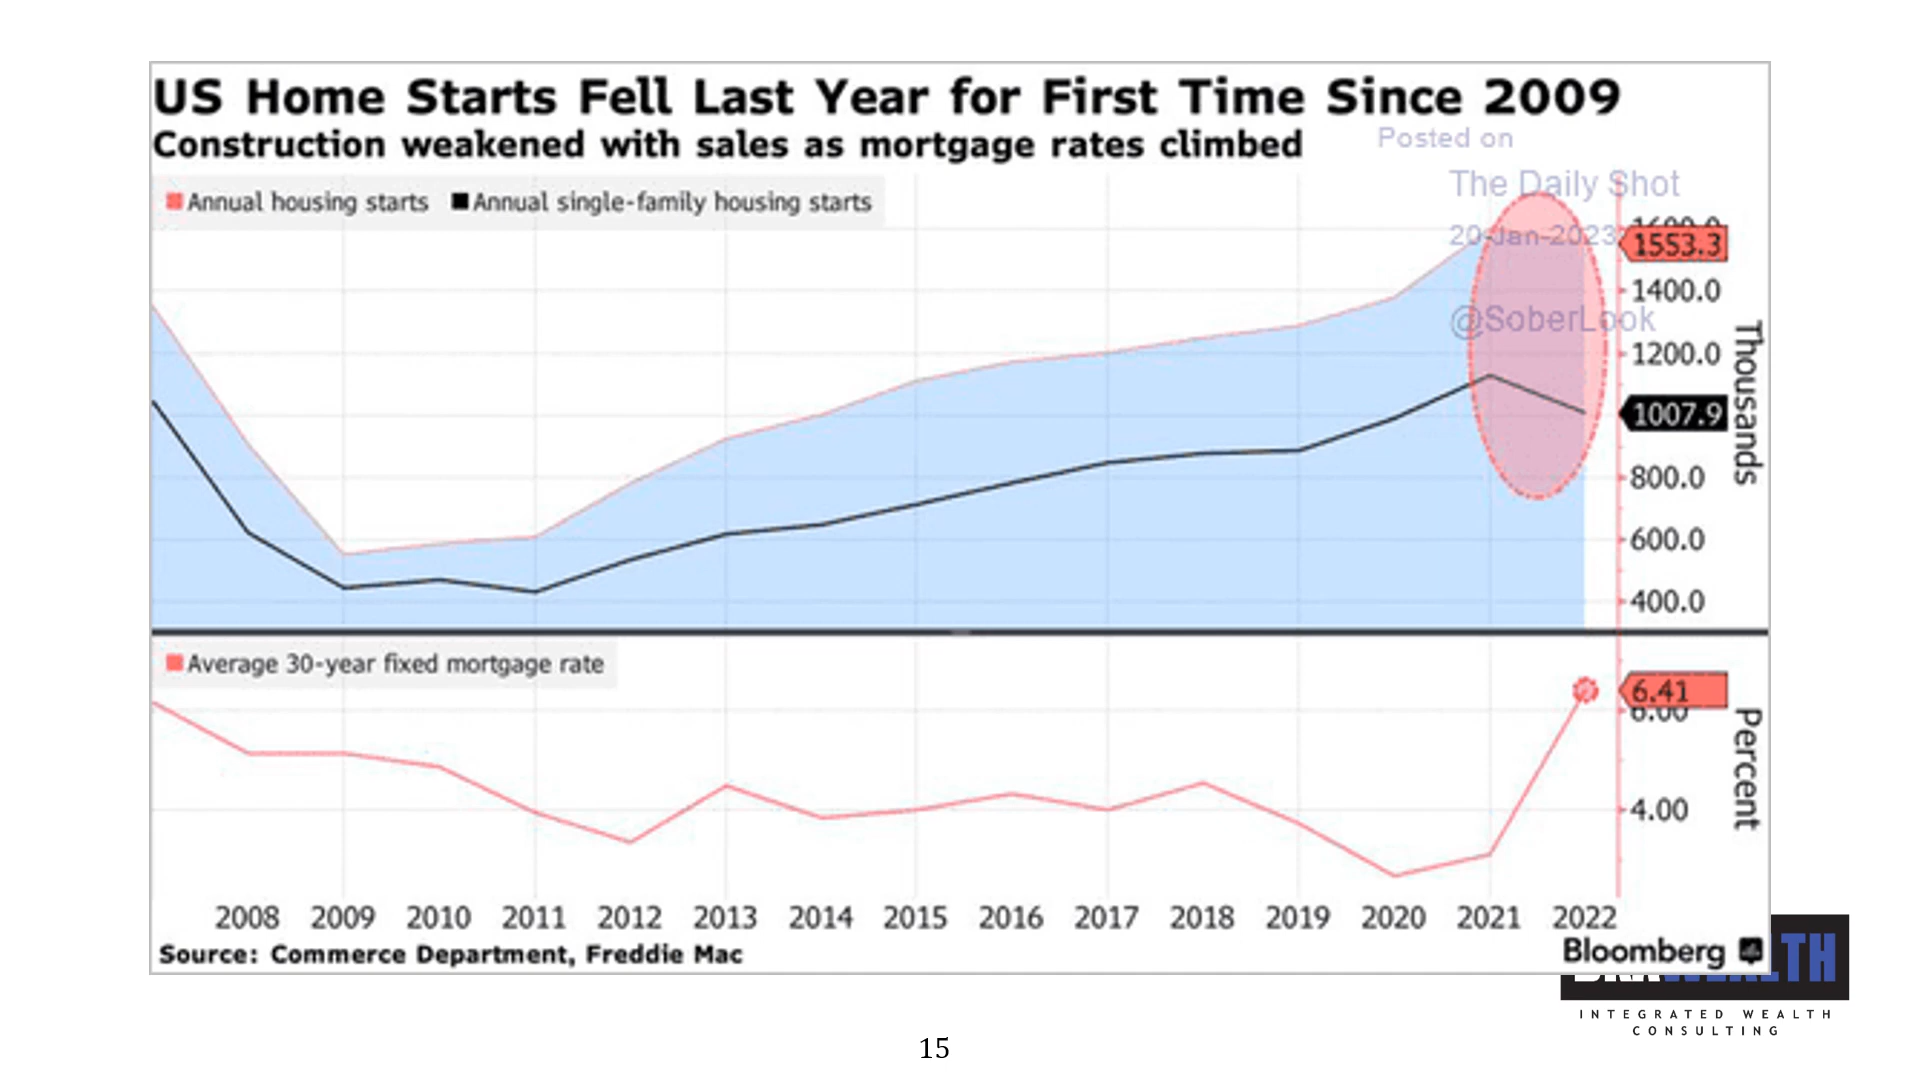 US Home Starts Fell Last Year for First Time Since 2009
Construction weakened with sales as mortgage rates climbed
Posted on
The Daily Shot
20-Jan-2023
@SoberLook
Annual housing starts Annual single-family housing starts
1600.0
1553.3
1400.0
1200.0
1007.9
800.0
600.0
400.0
Thousands
Average 30-year fixed mortgage rate
6.41
6.00
4.00
Percent
2008 2009 2010 2011 2012 2013 2014 2015 2016 2017 2018 2019 2020 2021 2022
Source: Commerce Department, Freddie Mac
Bloomberg
INTEGRATED WEALTH
CONSULTING
15